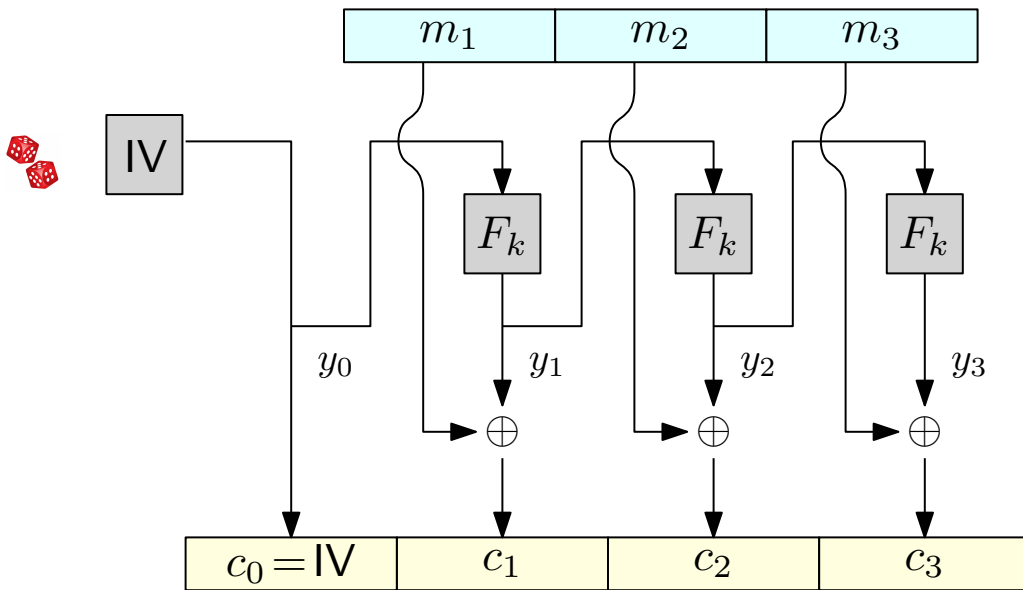 m₁ m₂ m₃
IV
Fₖ Fₖ Fₖ
y₀ y₁ y₂ y₃
c₀ = IV c₁ c₂ c₃